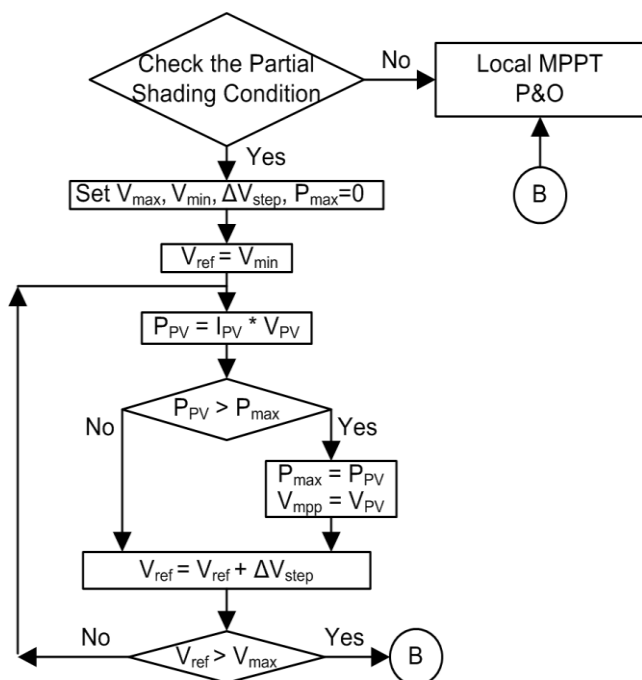 Check the Partial
Shading Condition
No
Local MPPT
P&O
Yes
B
Set Vmax, Vmin, ΔVstep, Pmax=0
Vref = Vmin
PPV = IPV * VPV
PPV > Pmax
No
Yes
Pmax = PPV
Vmpp = VPV
Vref = Vref + ΔVstep
No
Vref > Vmax
Yes
B